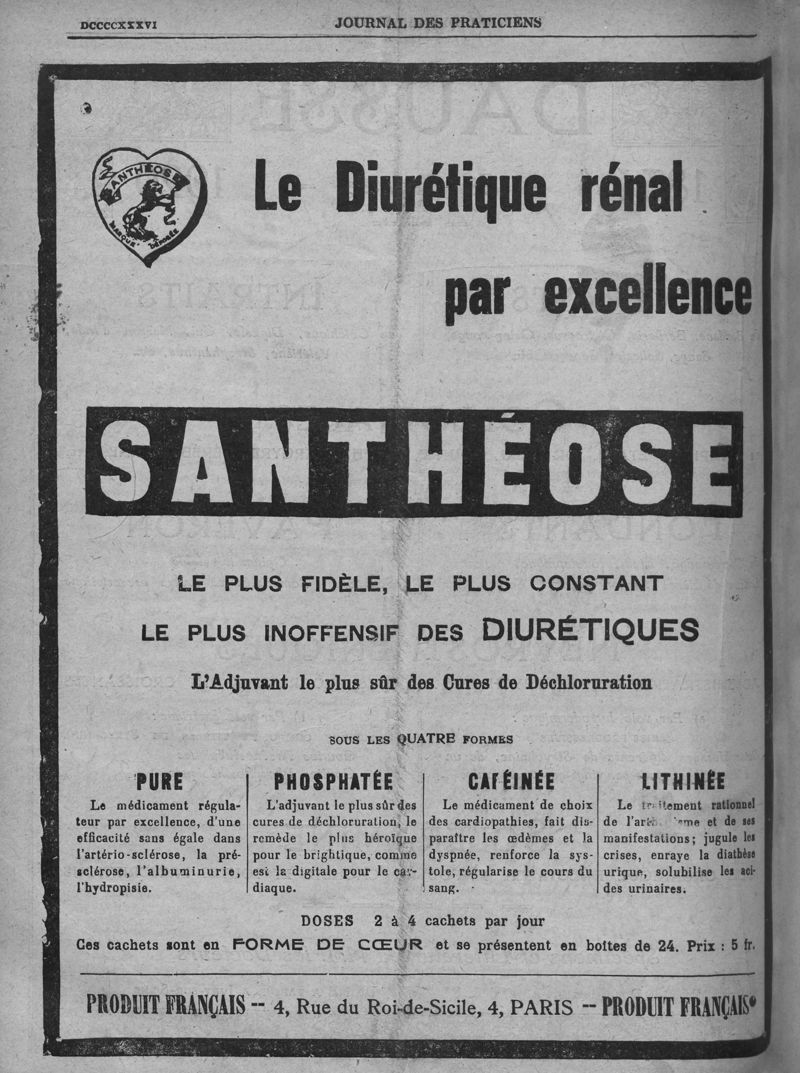 DCCCCXXXVI
JOURNAL DES PRATICIENS
SANTHÉOSE
MARQUE DÉPOSÉE
Le Diurétique rénal
par excellence
SANTHÉOSE
LE PLUS FIDÈLE, LE PLUS CONSTANT
LE PLUS INOFFENSIF DES DIURÉTIQUES
L'Adjuvant le plus sûr des Cures de Déchloruration
SOUS LES QUATRE FORMES
PURE
Le médicament régula-
teur par excellence, d'une
efficacité sans égale dans
l'artério-sclérose, la pré-
sclérose, l'albuminurie,
l'hydropisie.
PHOSPHATÉE
L'adjuvant le plus sûr des
cures de déchloruration, le
remède le plus héroïque
pour le brightique, comme
est la digitale pour le car-
diaque.
CAFÉINÉE
Le médicament de choix
des cardiopathies, fait dis-
paraître les œdèmes et la
dyspnée, renforce la sys-
tole, régularise le cours du
sang.
LITHINÉE
Le traitement rationnel
de et de ses
manifestations; jugule les
crises, enraye la diathèse
urique, solubilise les aci-
des urinaires.
DOSES 2 à 4 cachets par jour
Ces cachets sont en FORME DE CŒUR et se présentent en boîtes de 24. Prix : 5 fr.
PRODUIT FRANÇAIS -- 4, Rue du Roi-de-Sicile, 4, PARIS -- PRODUIT FRANÇAIS